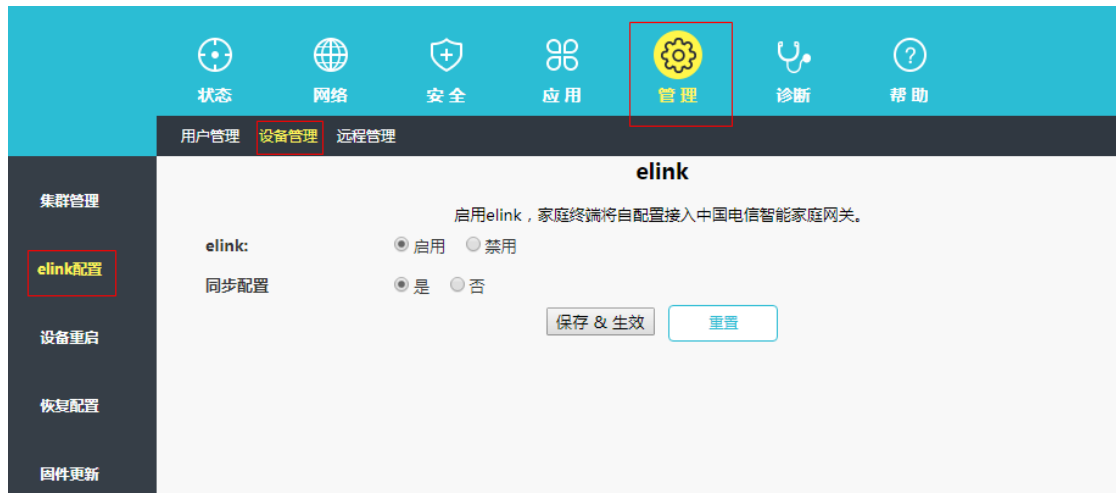 状态 网络 安全 应用 管理 诊断 帮助
用户管理 设备管理 远程管理
集群管理
elink配置
设备重启
恢复配置
固件更新
elink
启用elink，家庭终端将自配置接入中国电信智能家庭网关。
elink: 启用 禁用
同步配置 是 否
保存 & 生效 重置